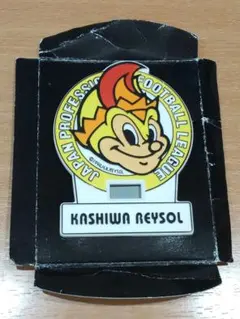 JAPAN PROFESSIONAL FOOTBALL LEAGUE
KASHIWA REYSOL